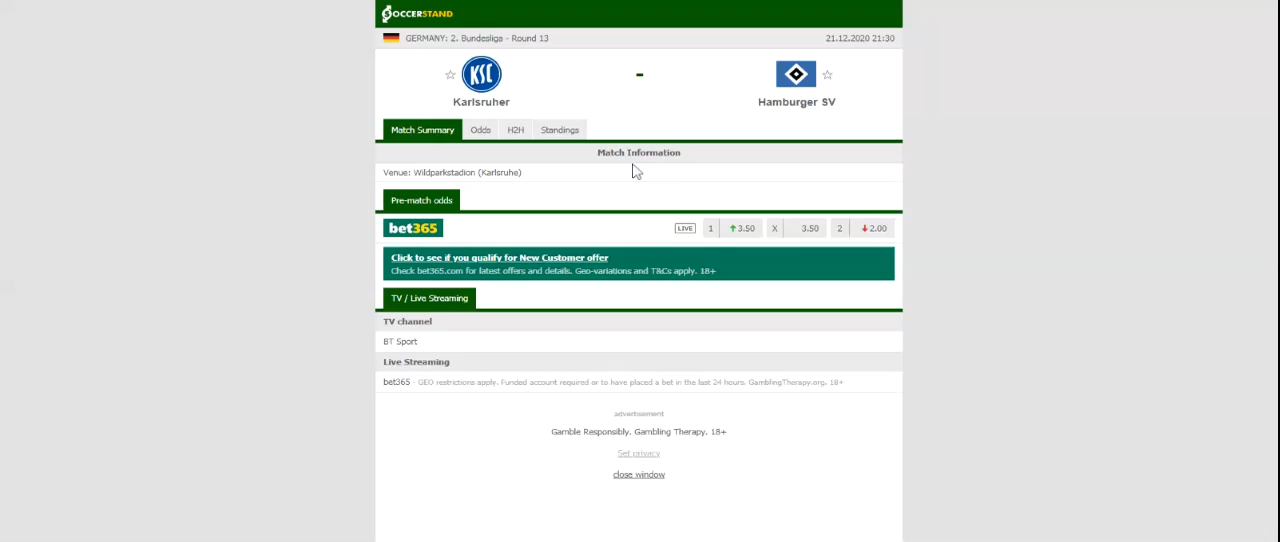 SOCCERSTAND
GERMANY: 2. Bundesliga - Round 13 21.12.2020 21:30
KSC
-
Karlsruher Hamburger SV
Match Summary Odds H2H Standings
Match Information
Venue: Wildparkstadion (Karlsruhe)
Pre-match odds
bet365 LIVE 1 3.50 X 3.50 2 2.00
Click to see if you qualify for New Customer offer
Check bet365.com for latest offers and details. Geo-variations and T&Cs apply. 18+
TV / Live Streaming
TV channel
BT Sport
Live Streaming
bet365 - GEO restrictions apply. Funded account required or to have placed a bet in the last 24 hours. GamblingTherapy.org. 18+
advertisement
Gamble Responsibly. Gambling Therapy. 18+
Set privacy
close window